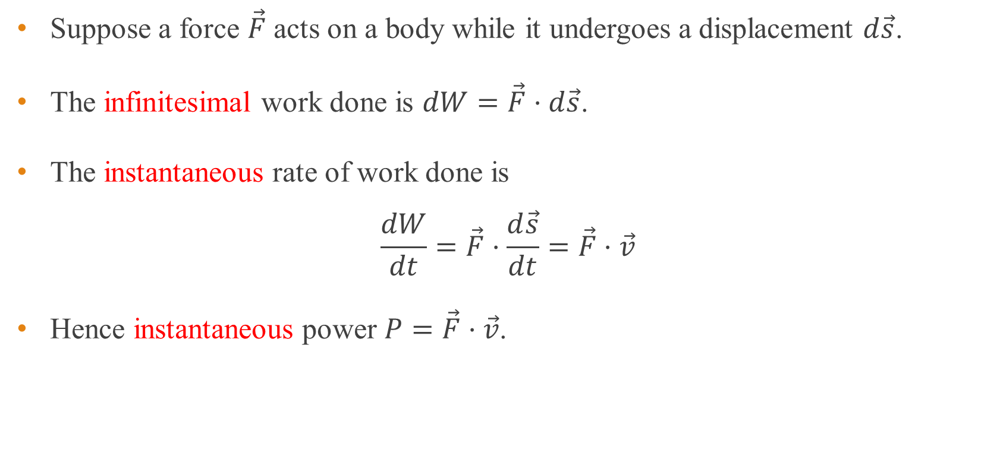 • Suppose a force $\vec{F}$ acts on a body while it undergoes a displacement $d\vec{s}$.
• The infinitesimal work done is $dW = \vec{F} \cdot d\vec{s}$.
• The instantaneous rate of work done is
$\frac{dW}{dt} = \vec{F} \cdot \frac{d\vec{s}}{dt} = \vec{F} \cdot \vec{v}$
• Hence instantaneous power $P = \vec{F} \cdot \vec{v}$.